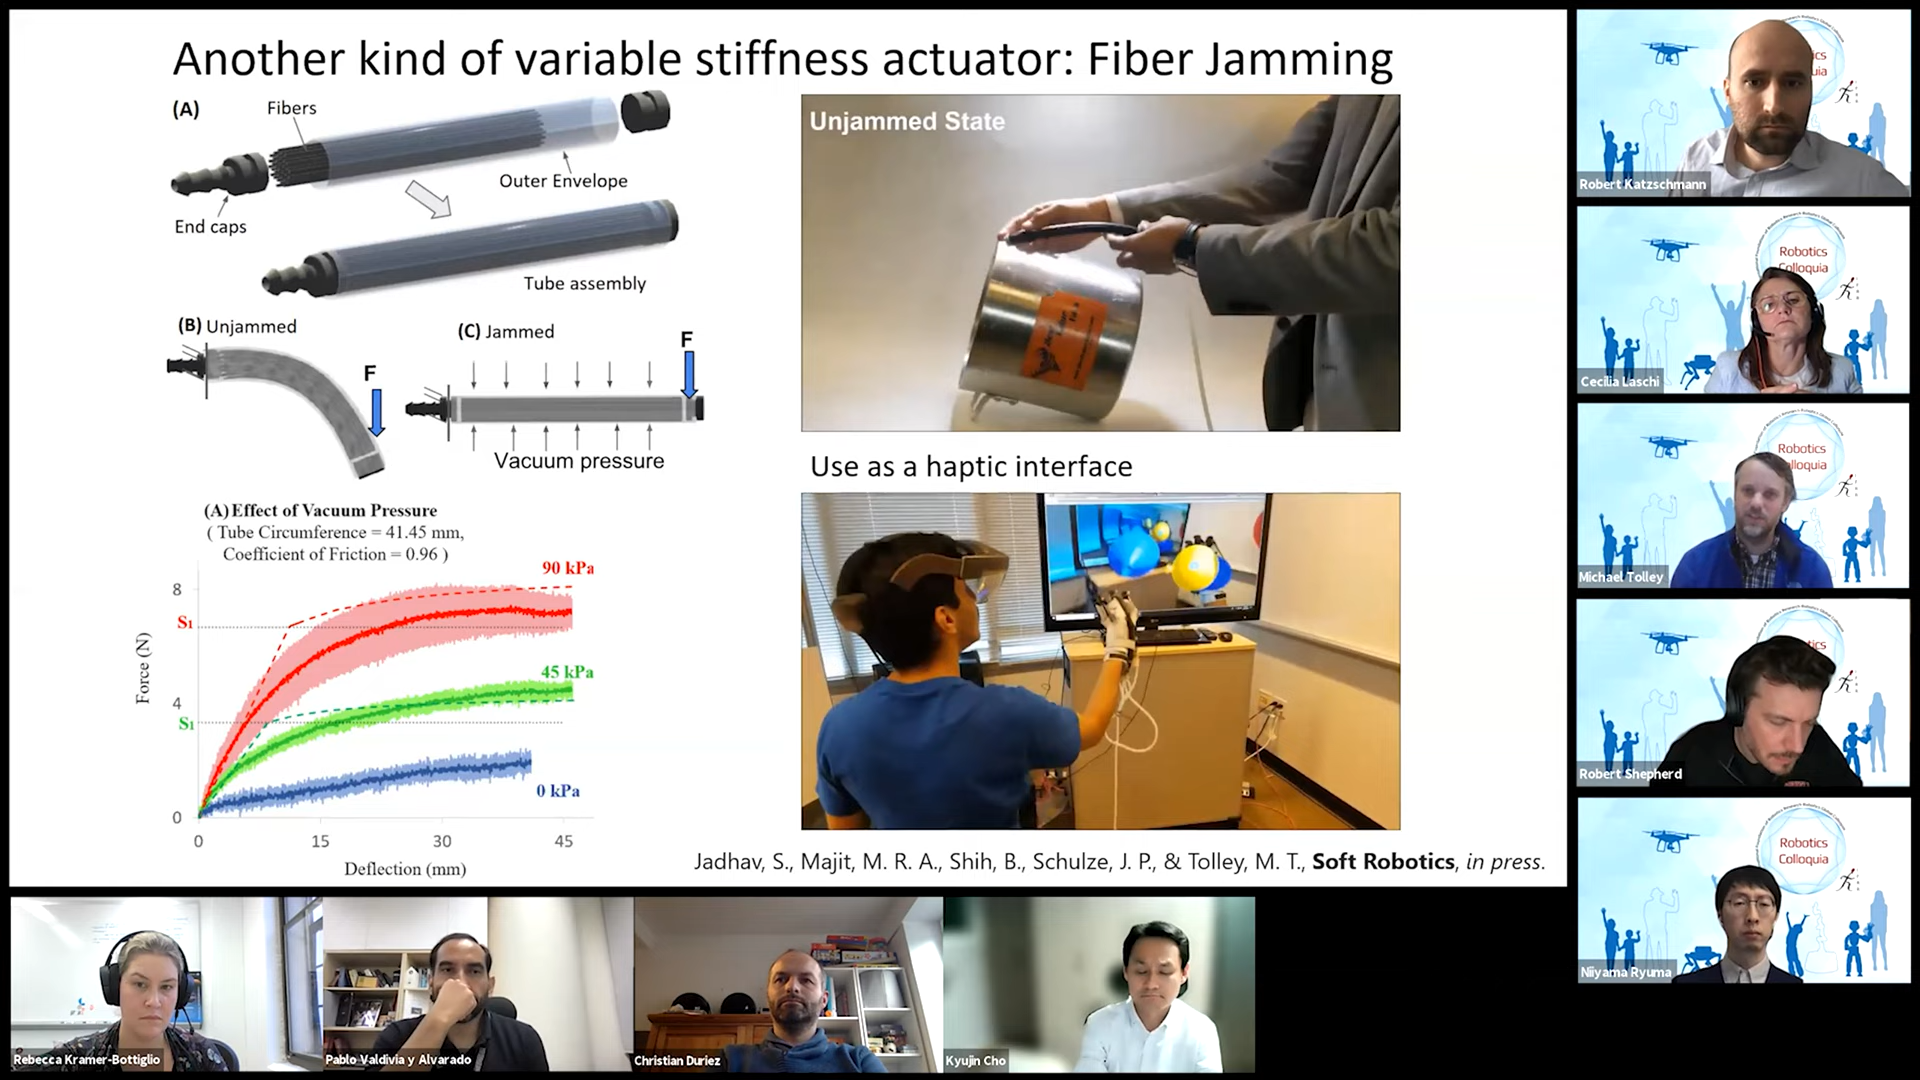 Another kind of variable stiffness actuator: Fiber Jamming
(A)
Fibers
Outer Envelope
End caps
Tube assembly
(B) Unjammed
F
(C) Jammed
F
Vacuum pressure
(A) Effect of Vacuum Pressure
( Tube Circumference = 41.45 mm,
Coefficient of Friction = 0.96 )
90 kPa
8
S1
45 kPa
4
S1
0 kPa
0
Force (N)
0 15 30 45
Deflection (mm)
Unjammed State
Use as a haptic interface
Jadhav, S., Majit, M. R. A., Shih, B., Schulze, J. P., & Tolley, M. T., Soft Robotics, in press.
Robert Katzschmann
Robotics
Colloquia
Cecilia Laschi
Robotics
Michael Tolley
Robert Shepherd
Robotics
Colloquia
Niiyama Ryuma
Rebecca Kramer-Bottiglio
Pablo Valdivia y Alvarado
Christian Duriez
Kyujin Cho